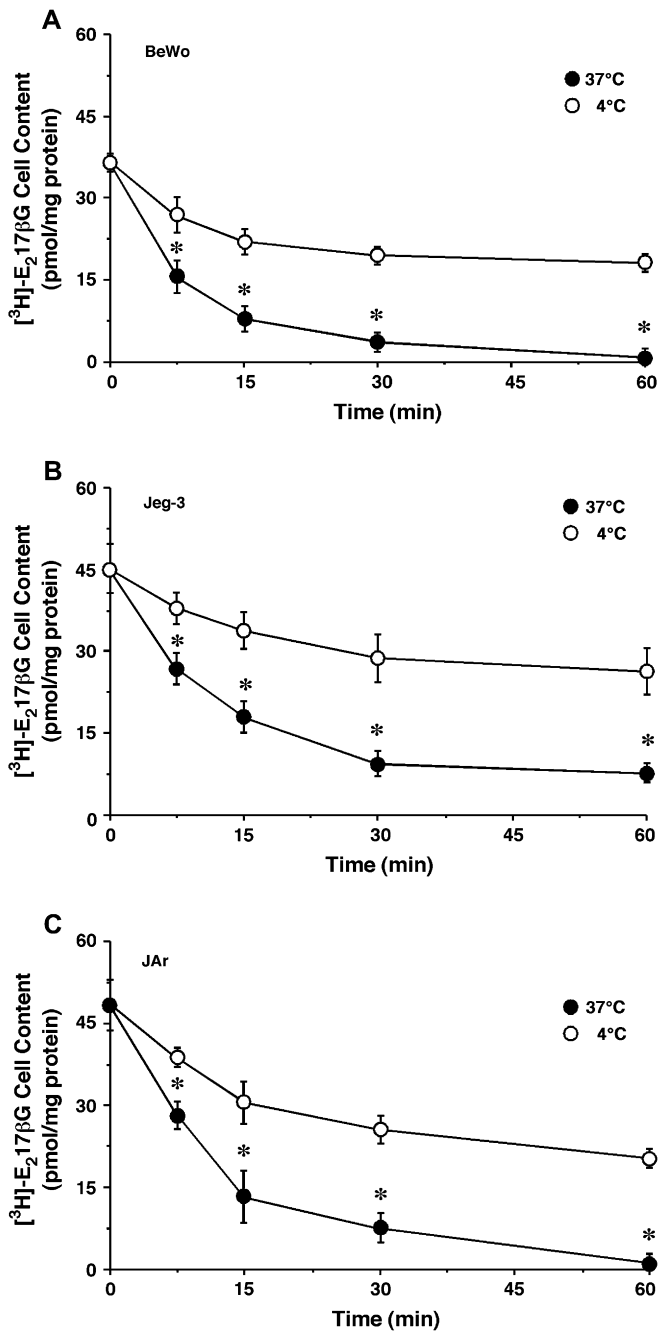 A
BeWo
37°C
4°C
[³H]-E₂17βG Cell Content
(pmol/mg protein)
60
45
30
15
0
*
*
*
*
0 15 30 45 60
Time (min)
B
Jeg-3
37°C
4°C
[³H]-E₂17βG Cell Content
(pmol/mg protein)
60
45
30
15
0
*
*
*
*
0 15 30 45 60
Time (min)
C
JAr
37°C
4°C
[³H]-E₂17βG Cell Content
(pmol/mg protein)
60
45
30
15
0
*
*
*
*
0 15 30 45 60
Time (min)